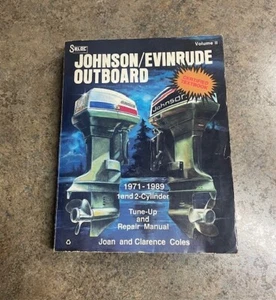 SELOC
Volume II
JOHNSON/EVINRUDE
OUTBOARD
Johnson
1971-1989
1 and 2-Cylinder
Tune-Up
and
Repair Manual
Joan and Clarence Coles